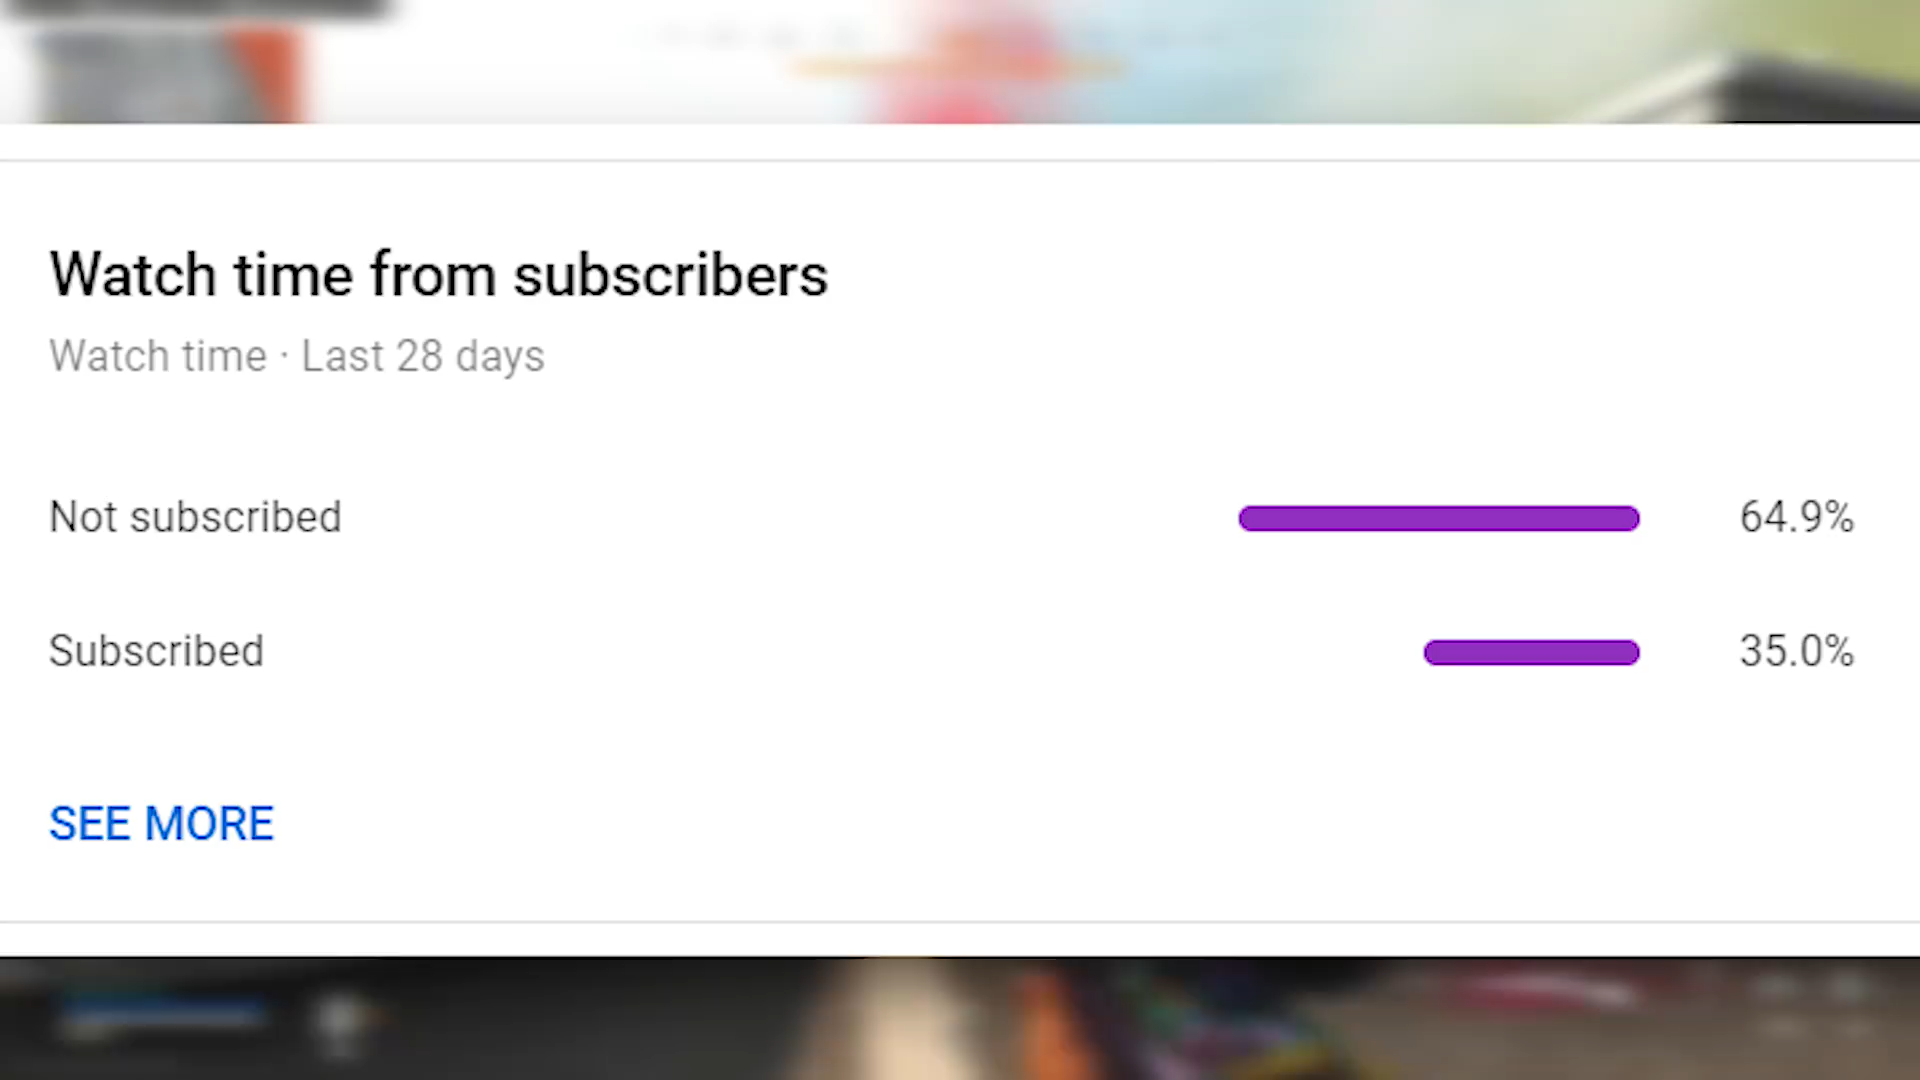 Watch time from subscribers
Watch time · Last 28 days
Not subscribed 64.9%
Subscribed 35.0%
SEE MORE